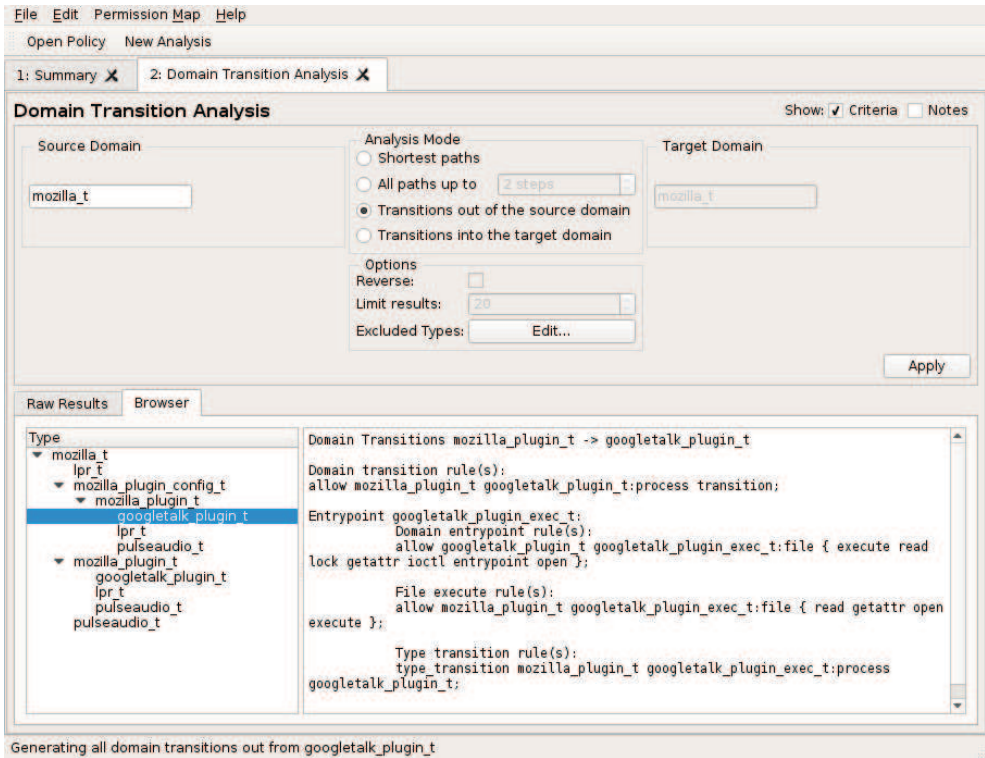 File Edit Permission Map Help
Open Policy New Analysis
1: Summary X 2: Domain Transition Analysis X
Domain Transition Analysis
Show: Criteria Notes
Source Domain
mozilla_t
Analysis Mode
Shortest paths
All paths up to 2 steps
Transitions out of the source domain
Transitions into the target domain
Target Domain
mozilla_t
Options
Reverse:
Limit results: 20
Excluded Types: Edit...
Apply
Raw Results Browser
Type
mozilla_t
lpr_t
mozilla_plugin_config_t
mozilla_plugin_t
googletalk_plugin_t
lpr_t
pulseaudio_t
mozilla_plugin_t
googletalk_plugin_t
lpr_t
pulseaudio_t
pulseaudio_t
Domain Transitions mozilla_plugin_t -> googletalk_plugin_t
Domain transition rule(s):
allow mozilla_plugin_t googletalk_plugin_t:process transition;
Entrypoint googletalk_plugin_exec_t:
Domain entrypoint rule(s):
allow googletalk_plugin_t googletalk_plugin_exec_t:file { execute read
lock getattr ioctl entrypoint open };
File execute rule(s):
allow mozilla_plugin_t googletalk_plugin_exec_t:file { read getattr open
execute };
Type transition rule(s):
type_transition mozilla_plugin_t googletalk_plugin_exec_t:process
googletalk_plugin_t;
Generating all domain transitions out from googletalk_plugin_t